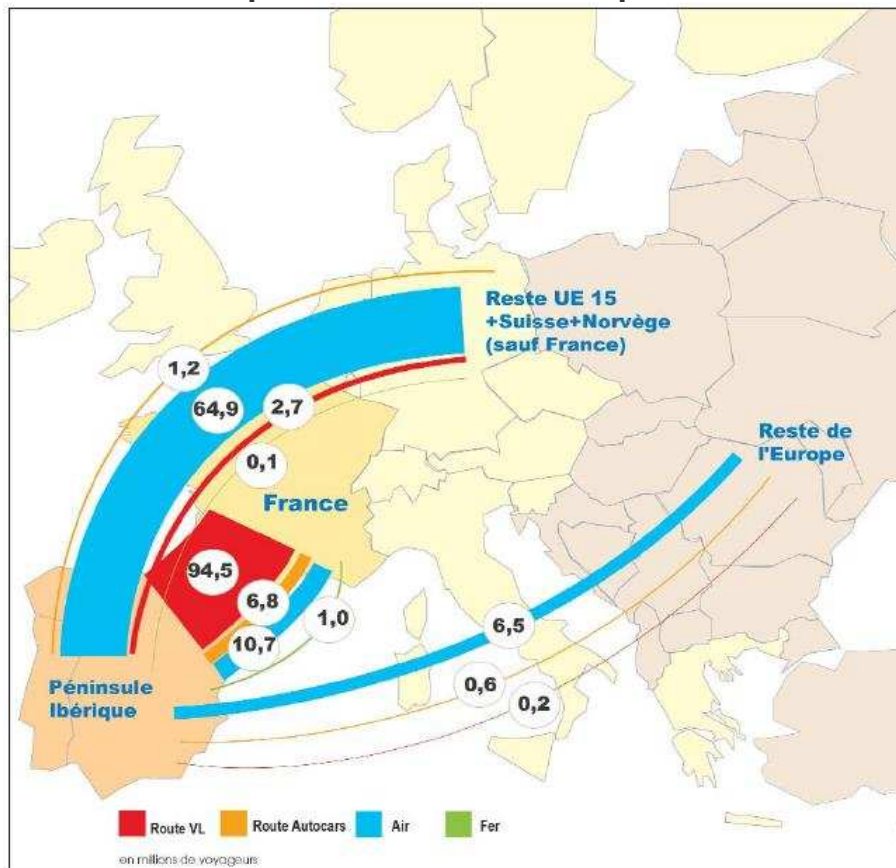 Reste UE 15
+Suisse+Norvège
(sauf France)
1,2
64,9
2,7
0,1
Reste de
l'Europe
France
94,5
6,8
1,0
10,7
6,5
0,6
0,2
Péninsule
Ibérique
Route VL
Route Autocars
Air
Fer
en millions de voyageurs